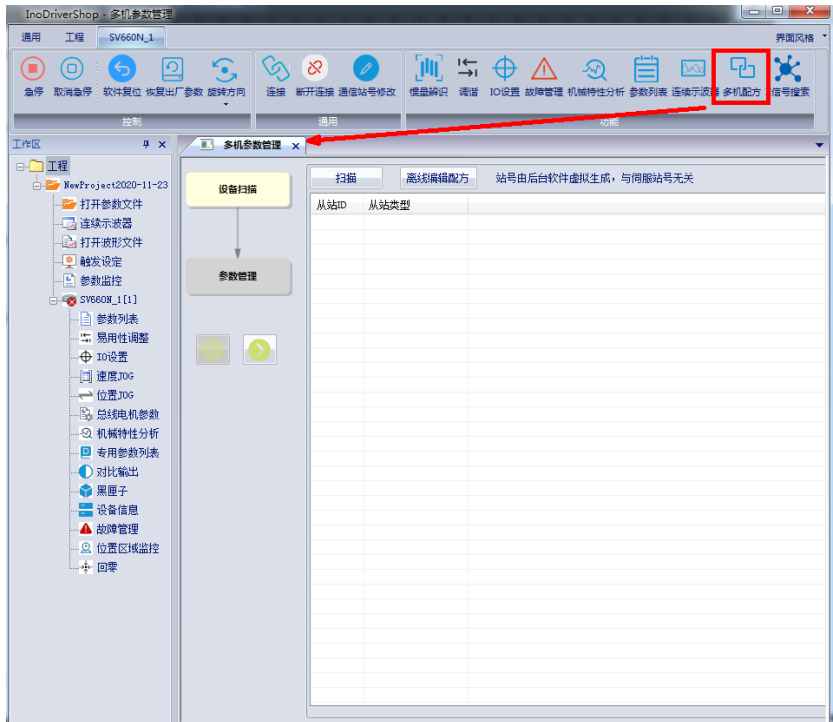 InoDriverShop - 多机参数管理
通用 工程 SV660N_1 界面风格
急停 取消急停 软件复位 恢复出厂参数 旋转方向 连接 断开连接 通信站号修改 惯量辨识 调谐 IO设置 故障管理 机械特性分析 参数列表 连续示波器 多机配方 信号搜索
控制 通用 功能
工作区 多机参数管理
工程
NewProject2020-11-23
打开参数文件
连续示波器
打开波形文件
触发设定
参数监控
SV660N_1[1]
参数列表
易用性调整
IO设置
速度JOG
位置JOG
总线电机参数
机械特性分析
专用参数列表
对比输出
黑匣子
设备信息
故障管理
位置区域监控
回零
设备扫描
参数管理
扫描 离线编辑配方 站号由后台软件虚拟生成，与伺服站号无关
从站ID 从站类型